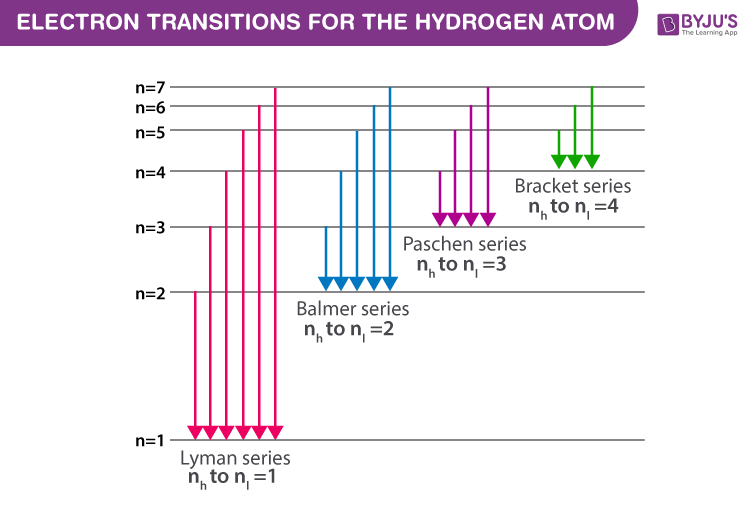 ELECTRON TRANSITIONS FOR THE HYDROGEN ATOM
BYJU'S
The Learning App
n=7
n=6
n=5
n=4
Bracket series
nh to nl =4
n=3
Paschen series
nh to nl =3
n=2
Balmer series
nh to nl =2
n=1
Lyman series
nh to nl =1